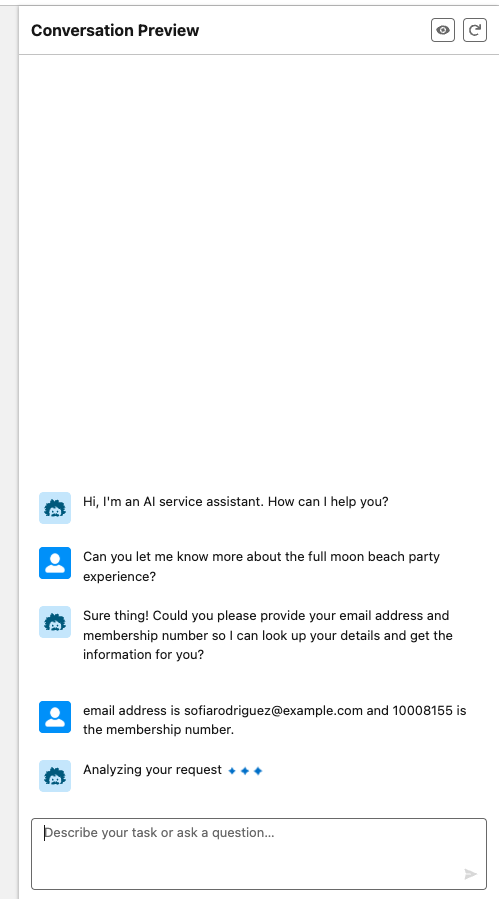 Conversation Preview
Hi, I'm an AI service assistant. How can I help you?
Can you let me know more about the full moon beach party
experience?
Sure thing! Could you please provide your email address and
membership number so I can look up your details and get the
information for you?
email address is sofiarodriguez@example.com and 10008155 is
the membership number.
Analyzing your request
Describe your task or ask a question...